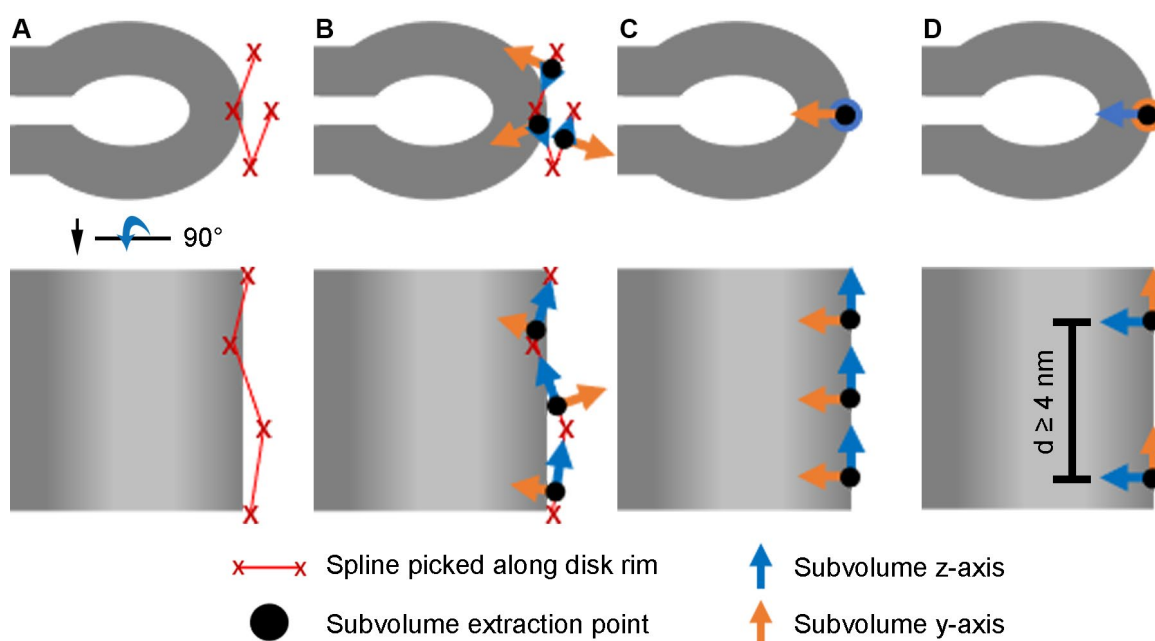 A B C D
90°
d ≥ 4 nm
Spline picked along disk rim
Subvolume z-axis
Subvolume extraction point
Subvolume y-axis